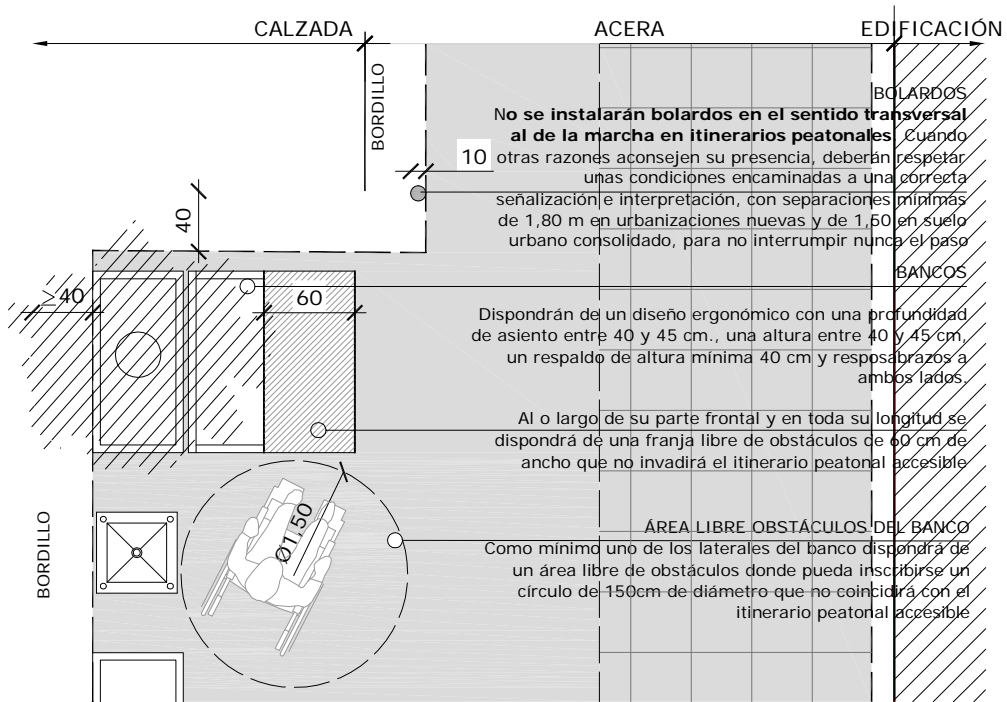 CALZADA
ACERA
EDIFICACIÓN
BORDILLO
BOLARDOS
No se instalarán bolardos en el sentido transversal
al de la marcha en itinerarios peatonales. Cuando
otras razones aconsejen su presencia, deberán respetar
unas condiciones encaminadas a una correcta
señalización e interpretación, con separaciones mínimas
de 1,80 m en urbanizaciones nuevas y de 1,50 en suelo
urbano consolidado, para no interrumpir nunca el paso
10
40
BANCOS
≥40
60
Dispondrán de un diseño ergonómico con una profundidad
de asiento entre 40 y 45 cm., una altura entre 40 y 45 cm,
un respaldo de altura mínima 40 cm y resposabrazos a
ambos lados.
Al o largo de su parte frontal y en toda su longitud se
dispondrá de una franja libre de obstáculos de 60 cm de
ancho que no invadirá el itinerario peatonal accesible
Ø1,50
BORDILLO
ÁREA LIBRE OBSTÁCULOS DEL BANCO
Como mínimo uno de los laterales del banco dispondrá de
un área libre de obstáculos donde pueda inscribirse un
círculo de 150cm de diámetro que no coincidirá con el
itinerario peatonal accesible